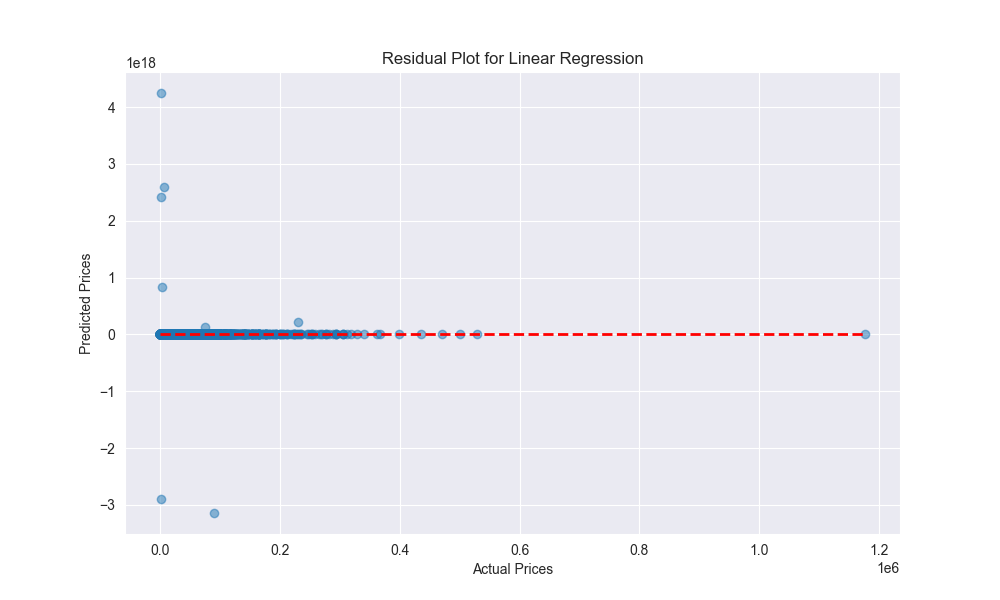 Residual Plot for Linear Regression
1e18
4
3
2
1
0
−1
−2
−3
Predicted Prices
0.0 0.2 0.4 0.6 0.8 1.0 1.2
1e6
Actual Prices